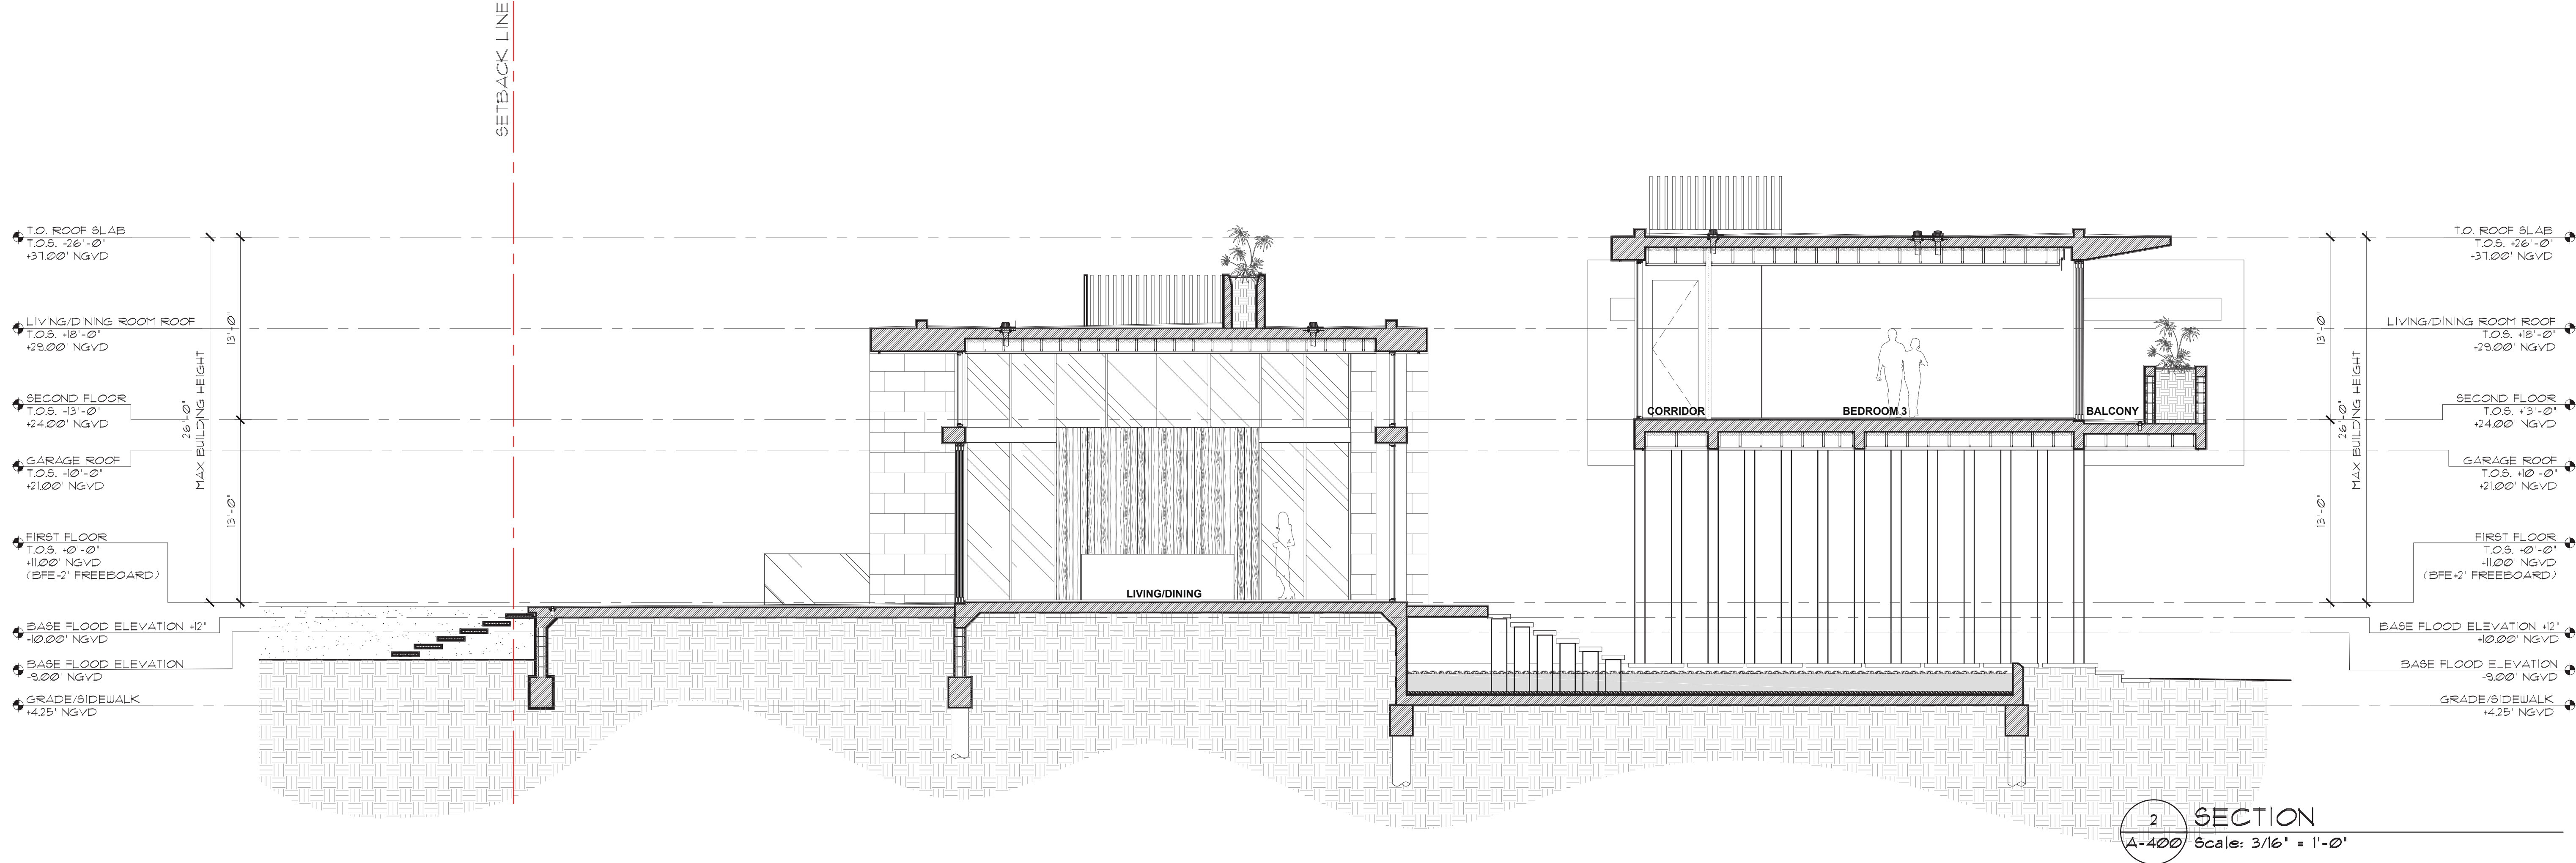 SETBACK LINE
T.O. ROOF SLAB
T.O.S. +26'-0"
+37.00' NGVD
LIVING/DINING ROOM ROOF
T.O.S. +18'-0"
+29.00' NGVD
SECOND FLOOR
T.O.S. +13'-0"
+24.00' NGVD
GARAGE ROOF
T.O.S. +10'-0"
+21.00' NGVD
FIRST FLOOR
T.O.S. +0'-0"
+11.00' NGVD
(BFE+2' FREEBOARD)
BASE FLOOD ELEVATION +12"
+10.00' NGVD
BASE FLOOD ELEVATION
+9.00' NGVD
GRADE/SIDEWALK
+4.25' NGVD
26'-0"
MAX BUILDING HEIGHT
13'-0"
13'-0"
LIVING/DINING
CORRIDOR
BEDROOM 3
BALCONY
13'-0"
13'-0"
26'-0"
MAX BUILDING HEIGHT
T.O. ROOF SLAB
T.O.S. +26'-0"
+37.00' NGVD
LIVING/DINING ROOM ROOF
T.O.S. +18'-0"
+29.00' NGVD
SECOND FLOOR
T.O.S. +13'-0"
+24.00' NGVD
GARAGE ROOF
T.O.S. +10'-0"
+21.00' NGVD
FIRST FLOOR
T.O.S. +0'-0"
+11.00' NGVD
(BFE+2' FREEBOARD)
BASE FLOOD ELEVATION +12"
+10.00' NGVD
BASE FLOOD ELEVATION
+9.00' NGVD
GRADE/SIDEWALK
+4.25' NGVD
2 SECTION
A-400 Scale: 3/16" = 1'-0"